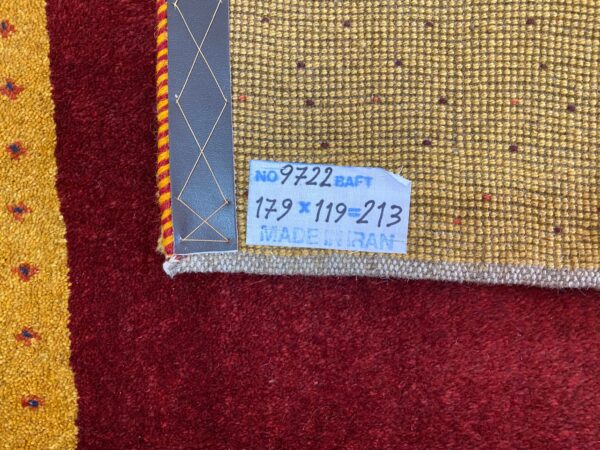 NO 9722 BAFT
179 x 119=213
MADE IN IRAN